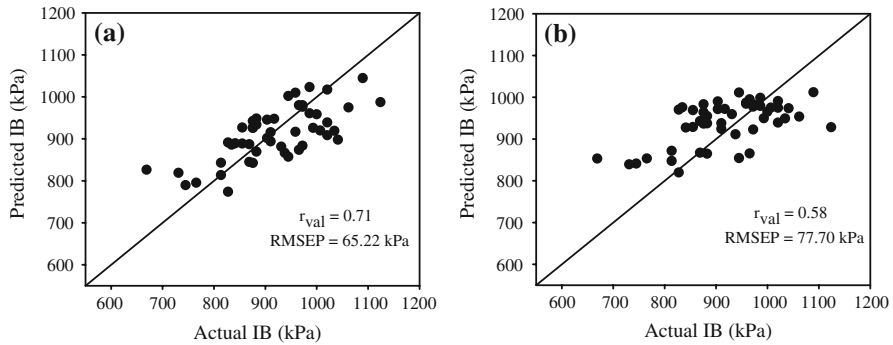 (a)
1200
1100
1000
900
800
700
600
Predicted IB (kPa)
r_val = 0.71
RMSEP = 65.22 kPa
600 700 800 900 1000 1100 1200
Actual IB (kPa)
(b)
1200
1100
1000
900
800
700
600
Predicted IB (kPa)
r_val = 0.58
RMSEP = 77.70 kPa
600 700 800 900 1000 1100 1200
Actual IB (kPa)